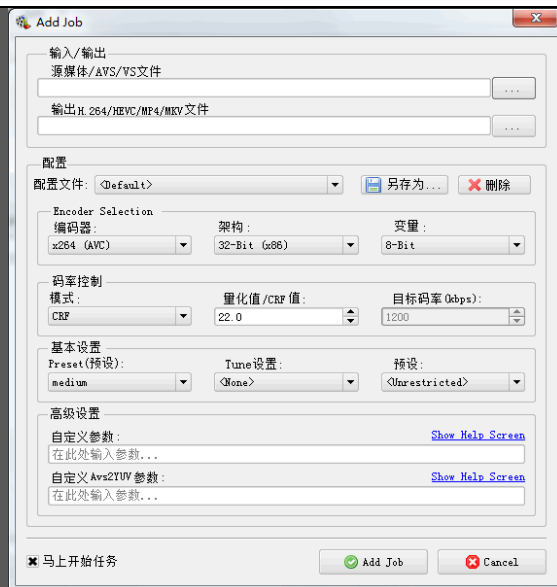 Add Job
输入/输出
源媒体/AVS/VS文件
...
输出H.264/HEVC/MP4/MKV文件
...
配置
配置文件: <Default> 另存为... 删除
Encoder Selection
编码器: 架构: 变量:
x264 (AVC) 32-Bit (x86) 8-Bit
码率控制
模式: 量化值/CRF值: 目标码率(kbps):
CRF 22.0 1200
基本设置
Preset(预设): Tune设置: 预设:
medium <None> <Unrestricted>
高级设置
自定义参数: Show Help Screen
在此处输入参数...
自定义Avs2YUV参数: Show Help Screen
在此处输入参数...
马上开始任务 Add Job Cancel